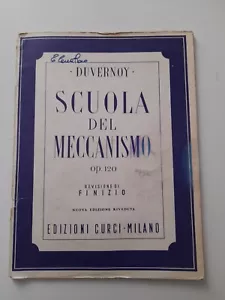 DUVERNOY
SCUOLA
DEL
MECCANISMO
op. 120
REVISIONE DI
FINIZIO
NUOVA EDIZIONE RIVEDUTA
EDIZIONI CURCI - MILANO